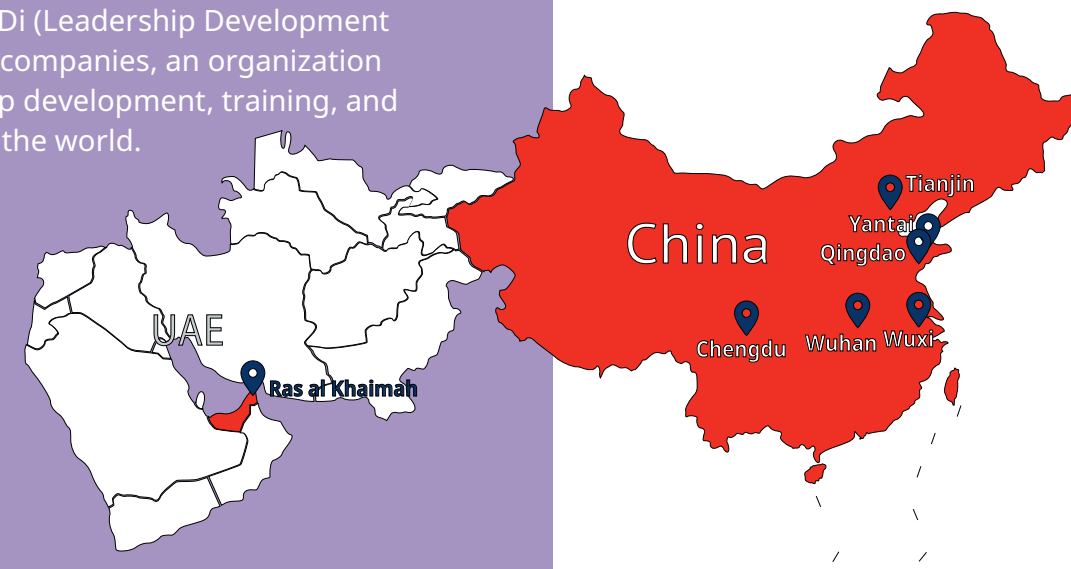 Di (Leadership Development
companies, an organization
p development, training, and
the world.
Tianjin
Yantai
China
Qingdao
UAE
Chengdu
Wuhan
Wuxi
Ras al Khaimah